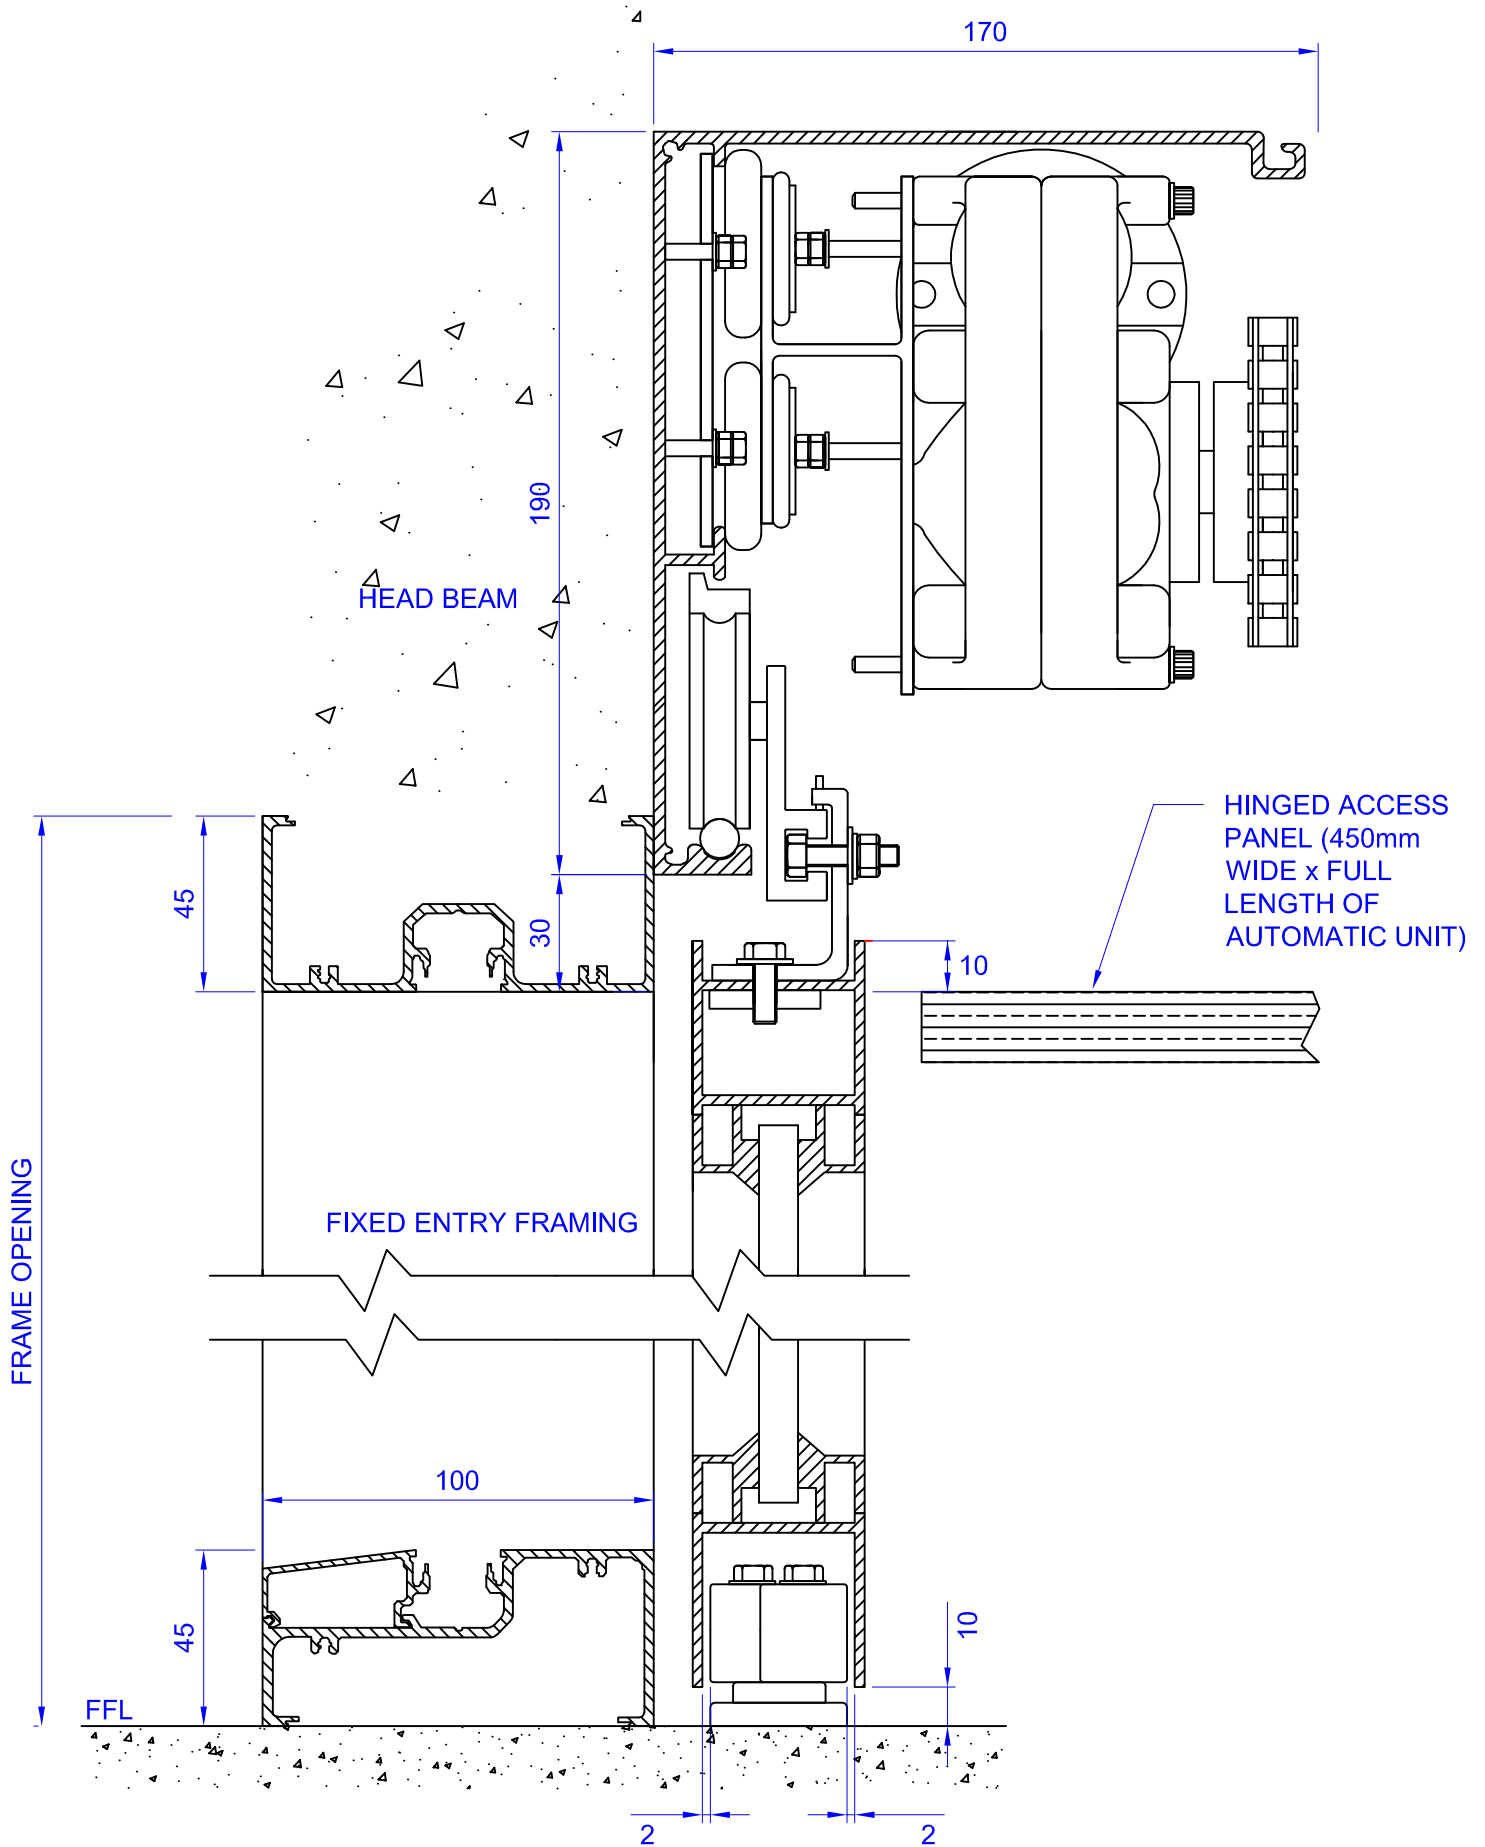 170
190
HEAD BEAM
HINGED ACCESS
PANEL (450mm
WIDE x FULL
LENGTH OF
AUTOMATIC UNIT)
45
30
10
FRAME OPENING
FIXED ENTRY FRAMING
100
45
10
FFL
2
2